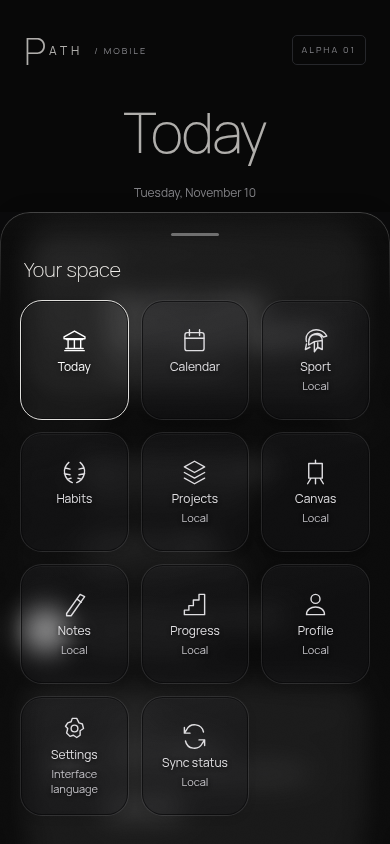 PATH / MOBILE
ALPHA 01
Today
Tuesday, November 10
Your space
Today
Calendar
Sport
Local
Habits
Projects
Local
Canvas
Local
Notes
Local
Progress
Local
Profile
Local
Settings
Interface
language
Sync status
Local